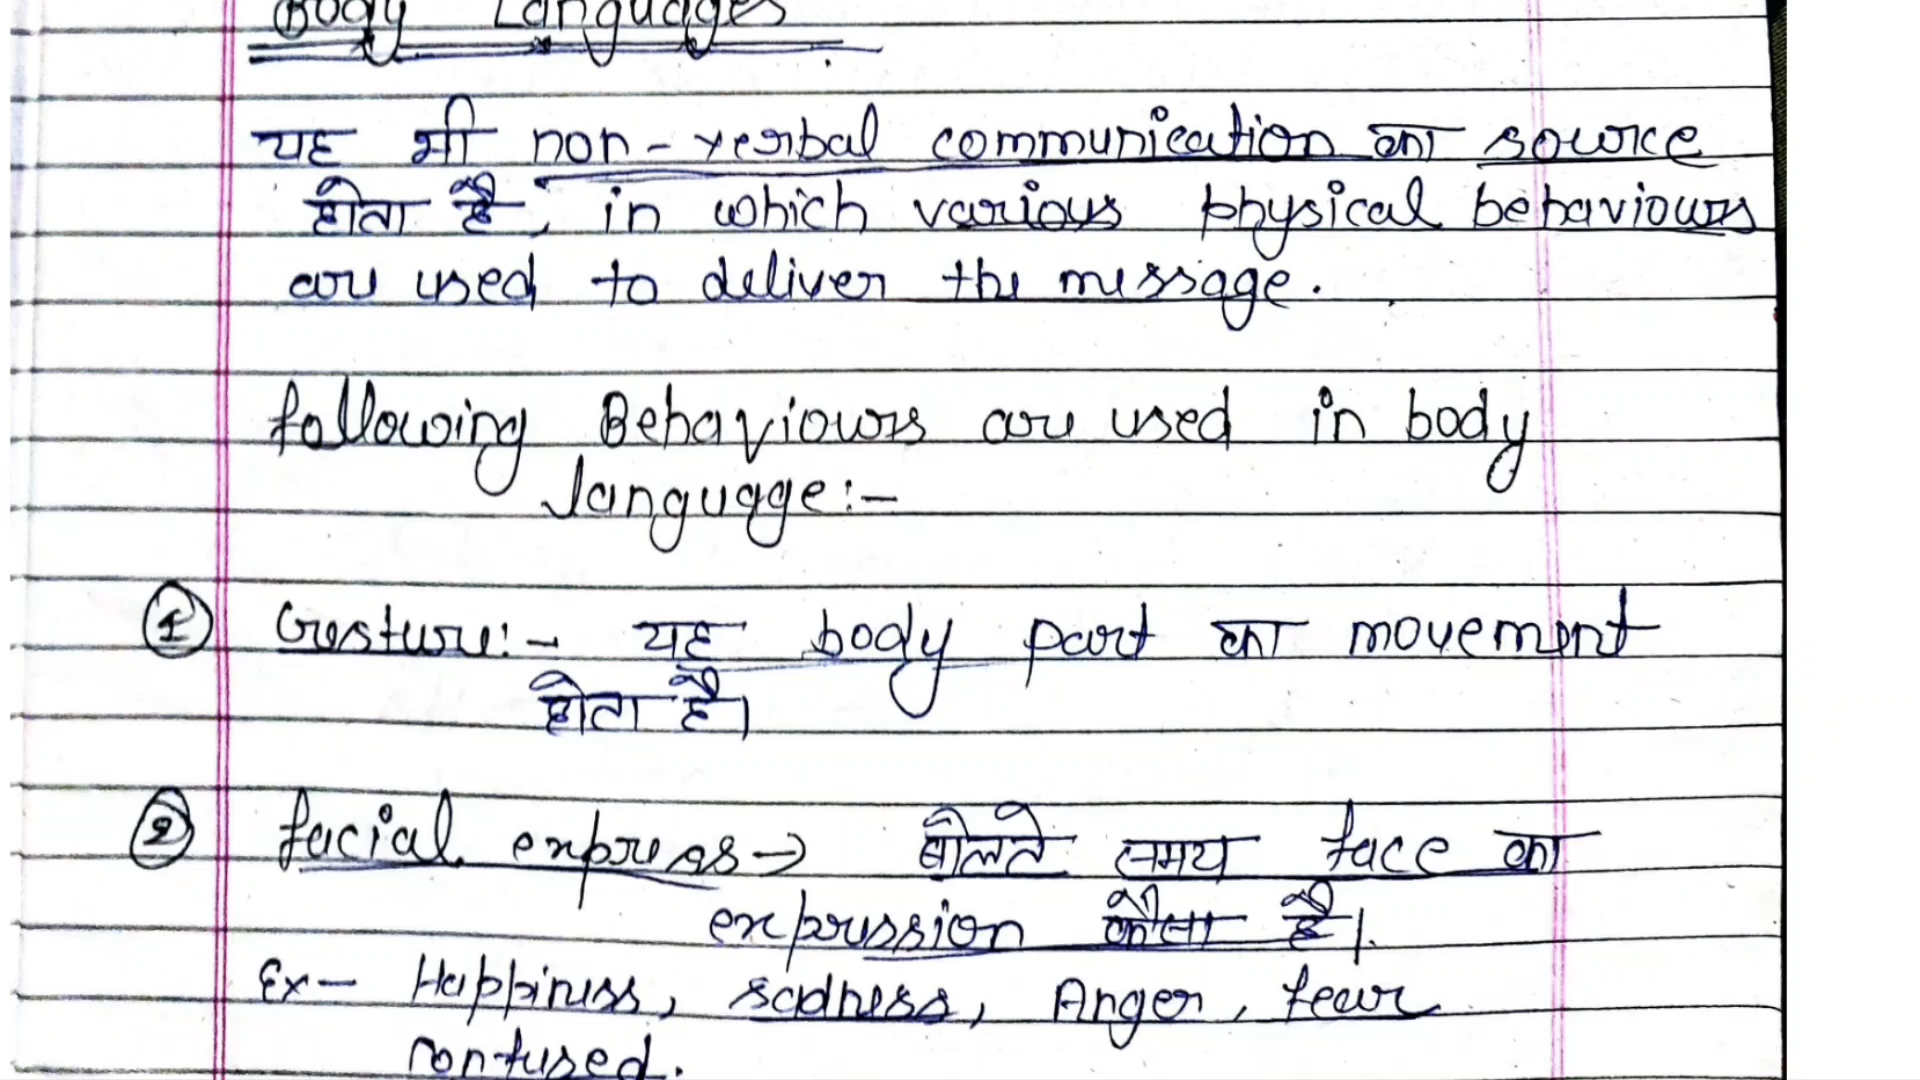 Body Languages
यह भी non-verbal communication का source
होता है, in which various physical behaviours
are used to deliver the message.
following Behaviours are used in body
language:-
① Gesture:- यह body part का movement
होता है।
② facial express→ बोलते समय face का
expression कैसा है।
Ex- Happiness, sadness, Anger, fear
confused.